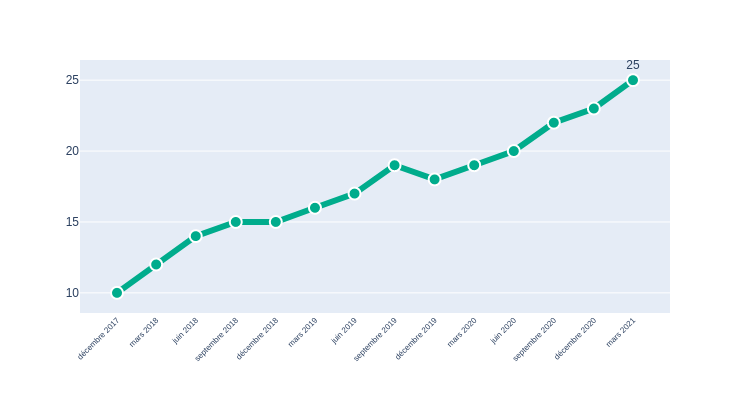 25
25
20
15
10
décembre 2017
mars 2018
juin 2018
septembre 2018
décembre 2018
mars 2019
juin 2019
septembre 2019
décembre 2019
mars 2020
juin 2020
septembre 2020
décembre 2020
mars 2021